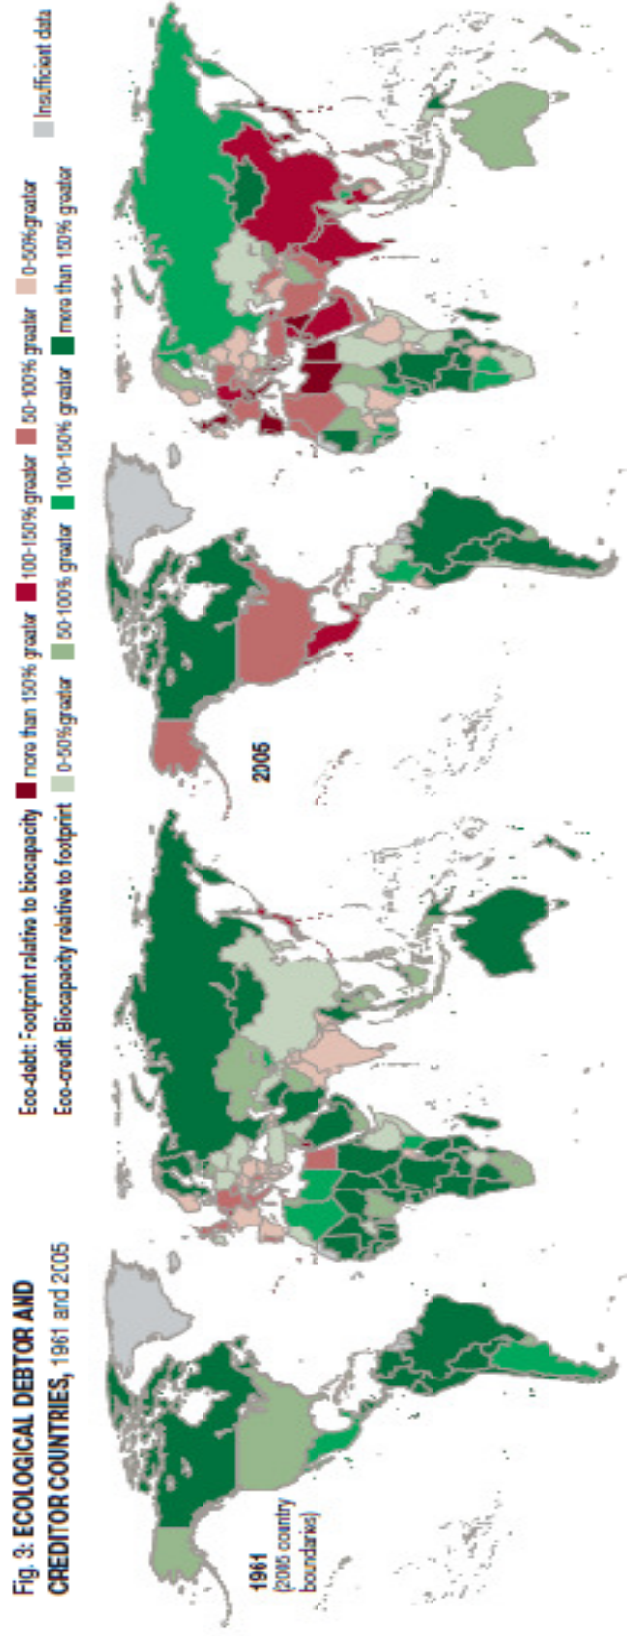 Fig. 3: ECOLOGICAL DEBTOR AND
CREDITOR COUNTRIES, 1961 and 2005
Eco-debt: Footprint relative to biocapacity more than 150% greater 100-150% greater 50-100% greater 0-50% greater
Eco-credit: Biocapacity relative to footprint 0-50% greater 50-100% greater 100-150% greater more than 150% greater
Insufficient data
1961
(2005 country
boundaries)
2005